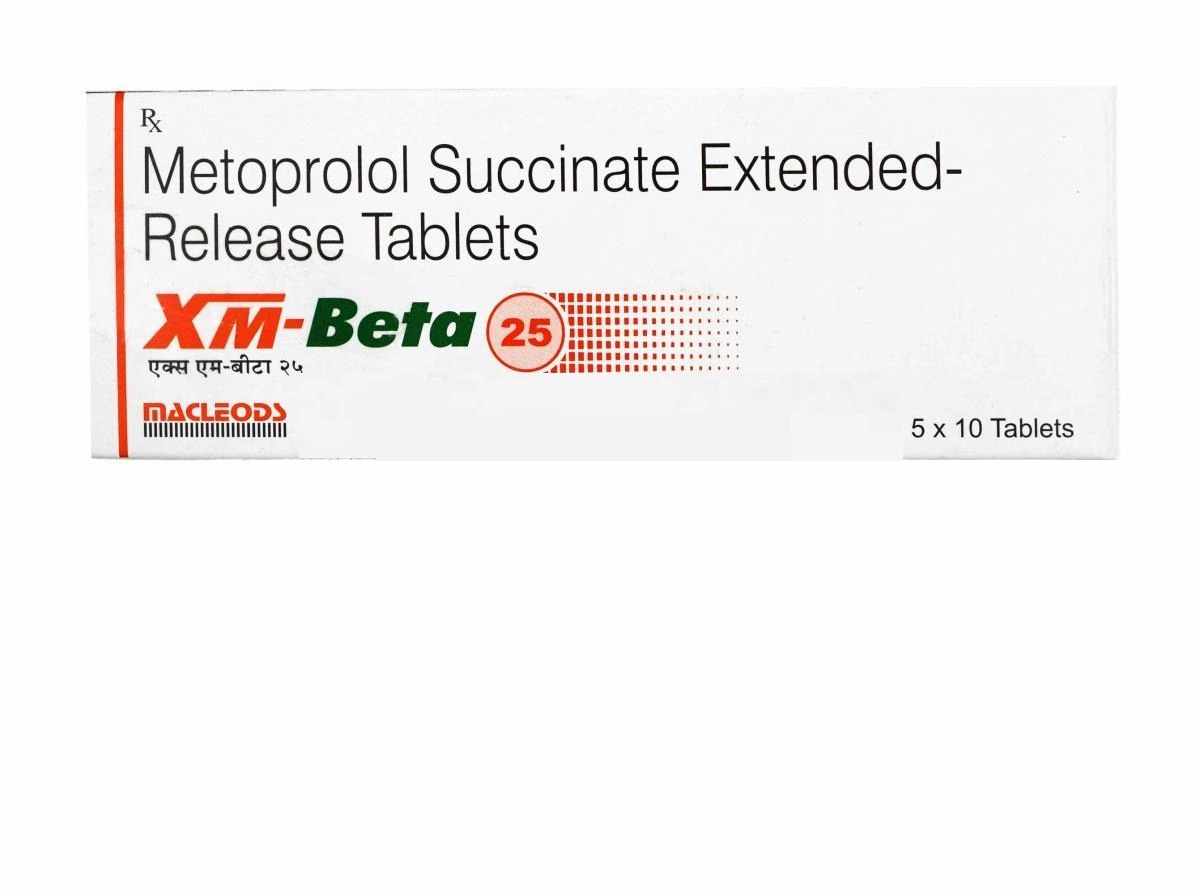 Rx
Metoprolol Succinate Extended-
Release Tablets
XM-Beta 25
एक्स एम-बीटा २५
MACLEODS
5 x 10 Tablets